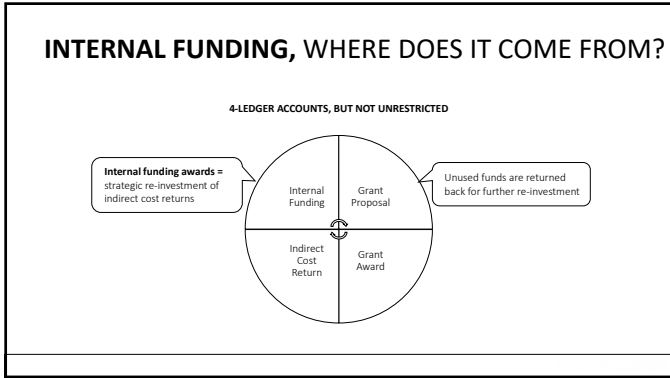 INTERNAL FUNDING, WHERE DOES IT COME FROM?
4-LEDGER ACCOUNTS, BUT NOT UNRESTRICTED
Internal funding awards =
strategic re-investment of
indirect cost returns
Internal
Funding
Grant
Proposal
Unused funds are returned
back for further re-investment
Indirect
Cost
Return
Grant
Award